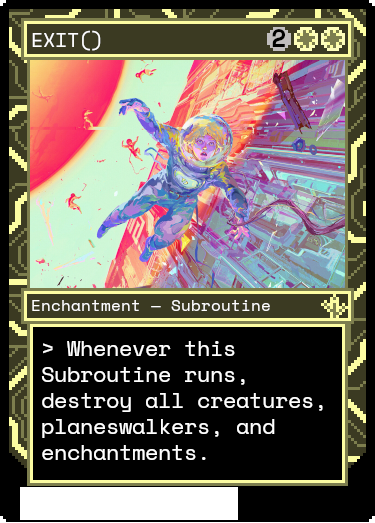 EXIT() 2
Enchantment — Subroutine
> Whenever this
Subroutine runs,
destroy all creatures,
planeswalkers, and
enchantments.